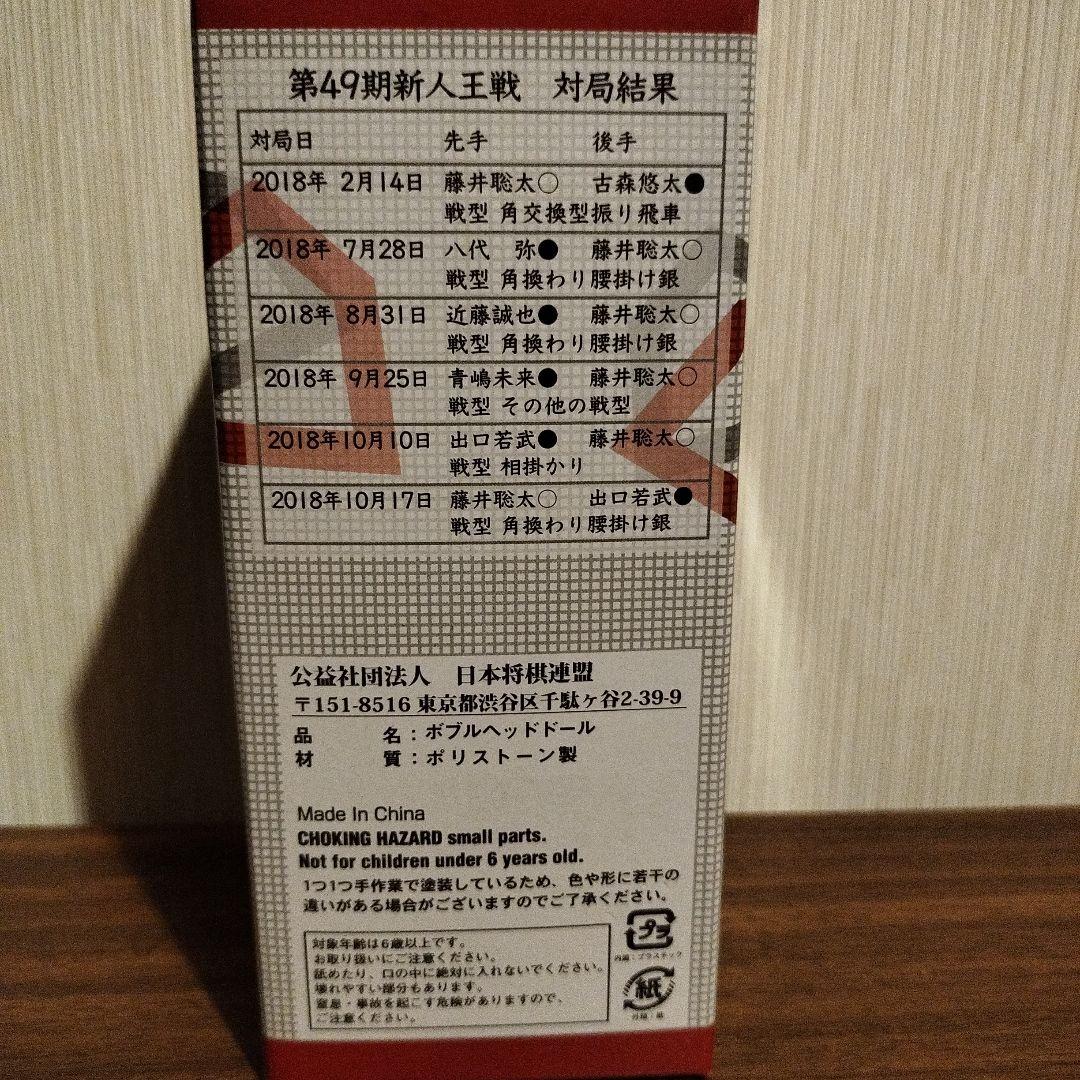 第49期新人王戦　対局結果
対局日　先手　後手
2018年 2月14日 藤井聡太○ 古森悠太●
戦型 角交換型振り飛車
2018年 7月28日 八代　弥● 藤井聡太○
戦型 角換わり腰掛け銀
2018年 8月31日 近藤誠也● 藤井聡太○
戦型 角換わり腰掛け銀
2018年 9月25日 青嶋未来● 藤井聡太○
戦型 その他の戦型
2018年10月10日 出口若武● 藤井聡太○
戦型 相掛かり
2018年10月17日 藤井聡太○ 出口若武●
戦型 角換わり腰掛け銀
公益社団法人　日本将棋連盟
〒151-8516 東京都渋谷区千駄ヶ谷2-39-9
品　名：ボブルヘッドドール
材　質：ポリストーン製
Made In China
CHOKING HAZARD small parts.
Not for children under 6 years old.
1つ1つ手作業で塗装しているため、色や形に若干の
違いがある場合がございますのでご了承ください。
対象年齢は6歳以上です。
お取り扱いにご注意ください。
舐めたり、口の中に絶対に入れないでください。
壊れやすい部分もあります。
窒息・事故を起こす危険がありますので、
ご注意ください。
プラ
内箱：プラスチック
紙
外箱：紙